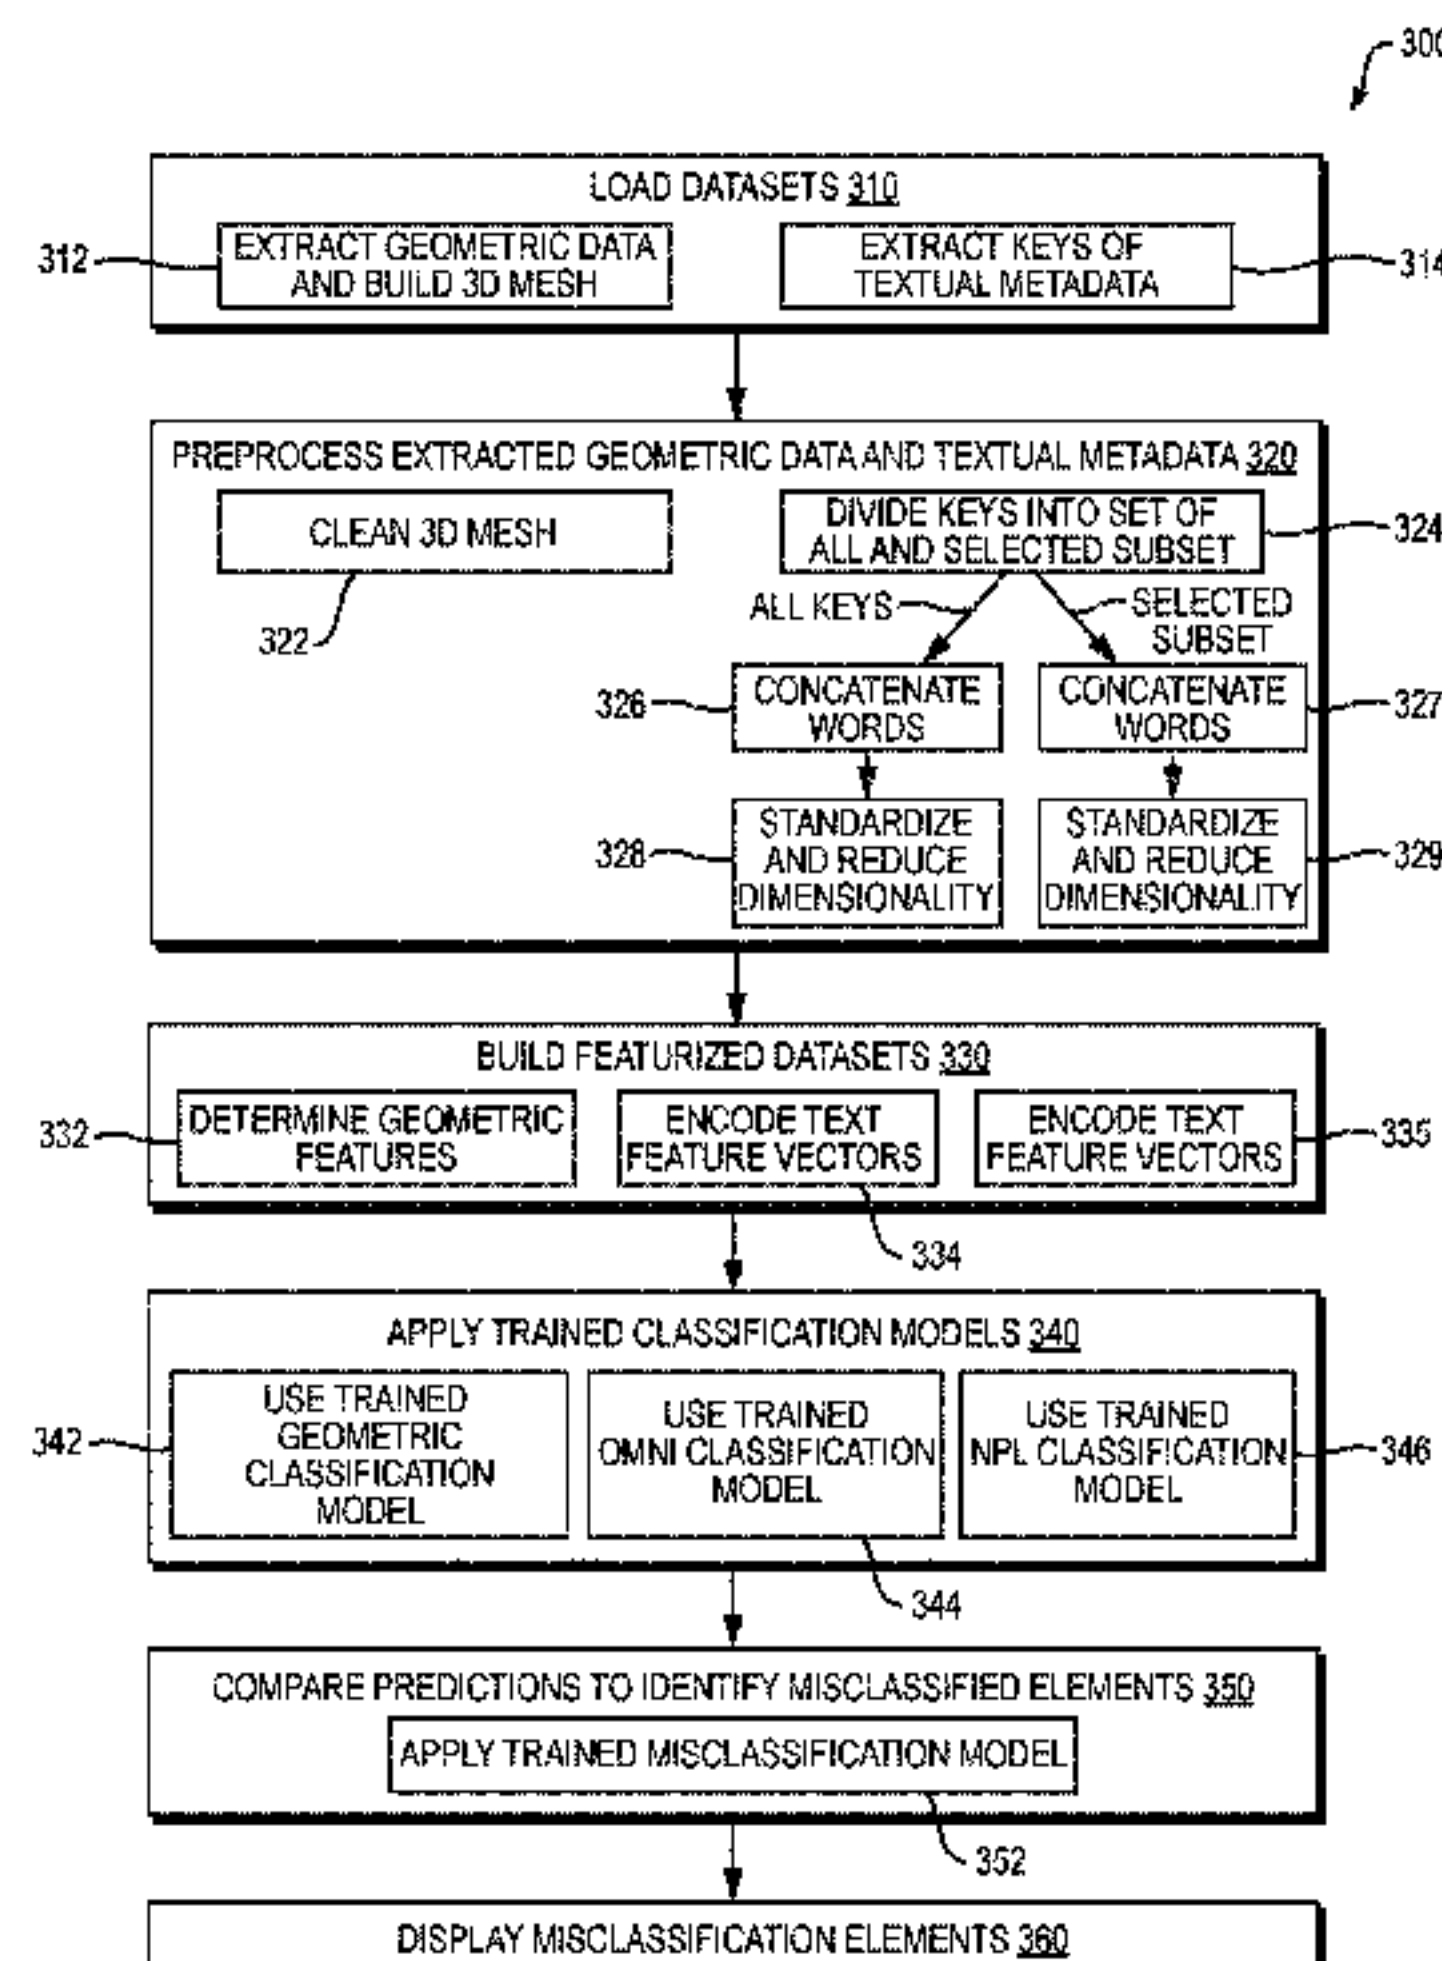 300
LOAD DATASETS 310
312
EXTRACT GEOMETRIC DATA
AND BUILD 3D MESH
EXTRACT KEYS OF
TEXTUAL METADATA
314
PREPROCESS EXTRACTED GEOMETRIC DATA AND TEXTUAL METADATA 320
CLEAN 3D MESH
322
DIVIDE KEYS INTO SET OF
ALL AND SELECTED SUBSET
324
ALL KEYS
SELECTED
SUBSET
326
CONCATENATE
WORDS
CONCATENATE
WORDS
327
328
STANDARDIZE
AND REDUCE
DIMENSIONALITY
STANDARDIZE
AND REDUCE
DIMENSIONALITY
329
BUILD FEATURIZED DATASETS 330
332
DETERMINE GEOMETRIC
FEATURES
ENCODE TEXT
FEATURE VECTORS
ENCODE TEXT
FEATURE VECTORS
335
334
APPLY TRAINED CLASSIFICATION MODELS 340
342
USE TRAINED
GEOMETRIC
CLASSIFICATION
MODEL
USE TRAINED
OMNI CLASSIFICATION
MODEL
USE TRAINED
NPL CLASSIFICATION
MODEL
346
344
COMPARE PREDICTIONS TO IDENTIFY MISCLASSIFIED ELEMENTS 350
APPLY TRAINED MISCLASSIFICATION MODEL
352
DISPLAY MISCLASSIFICATION ELEMENTS 360